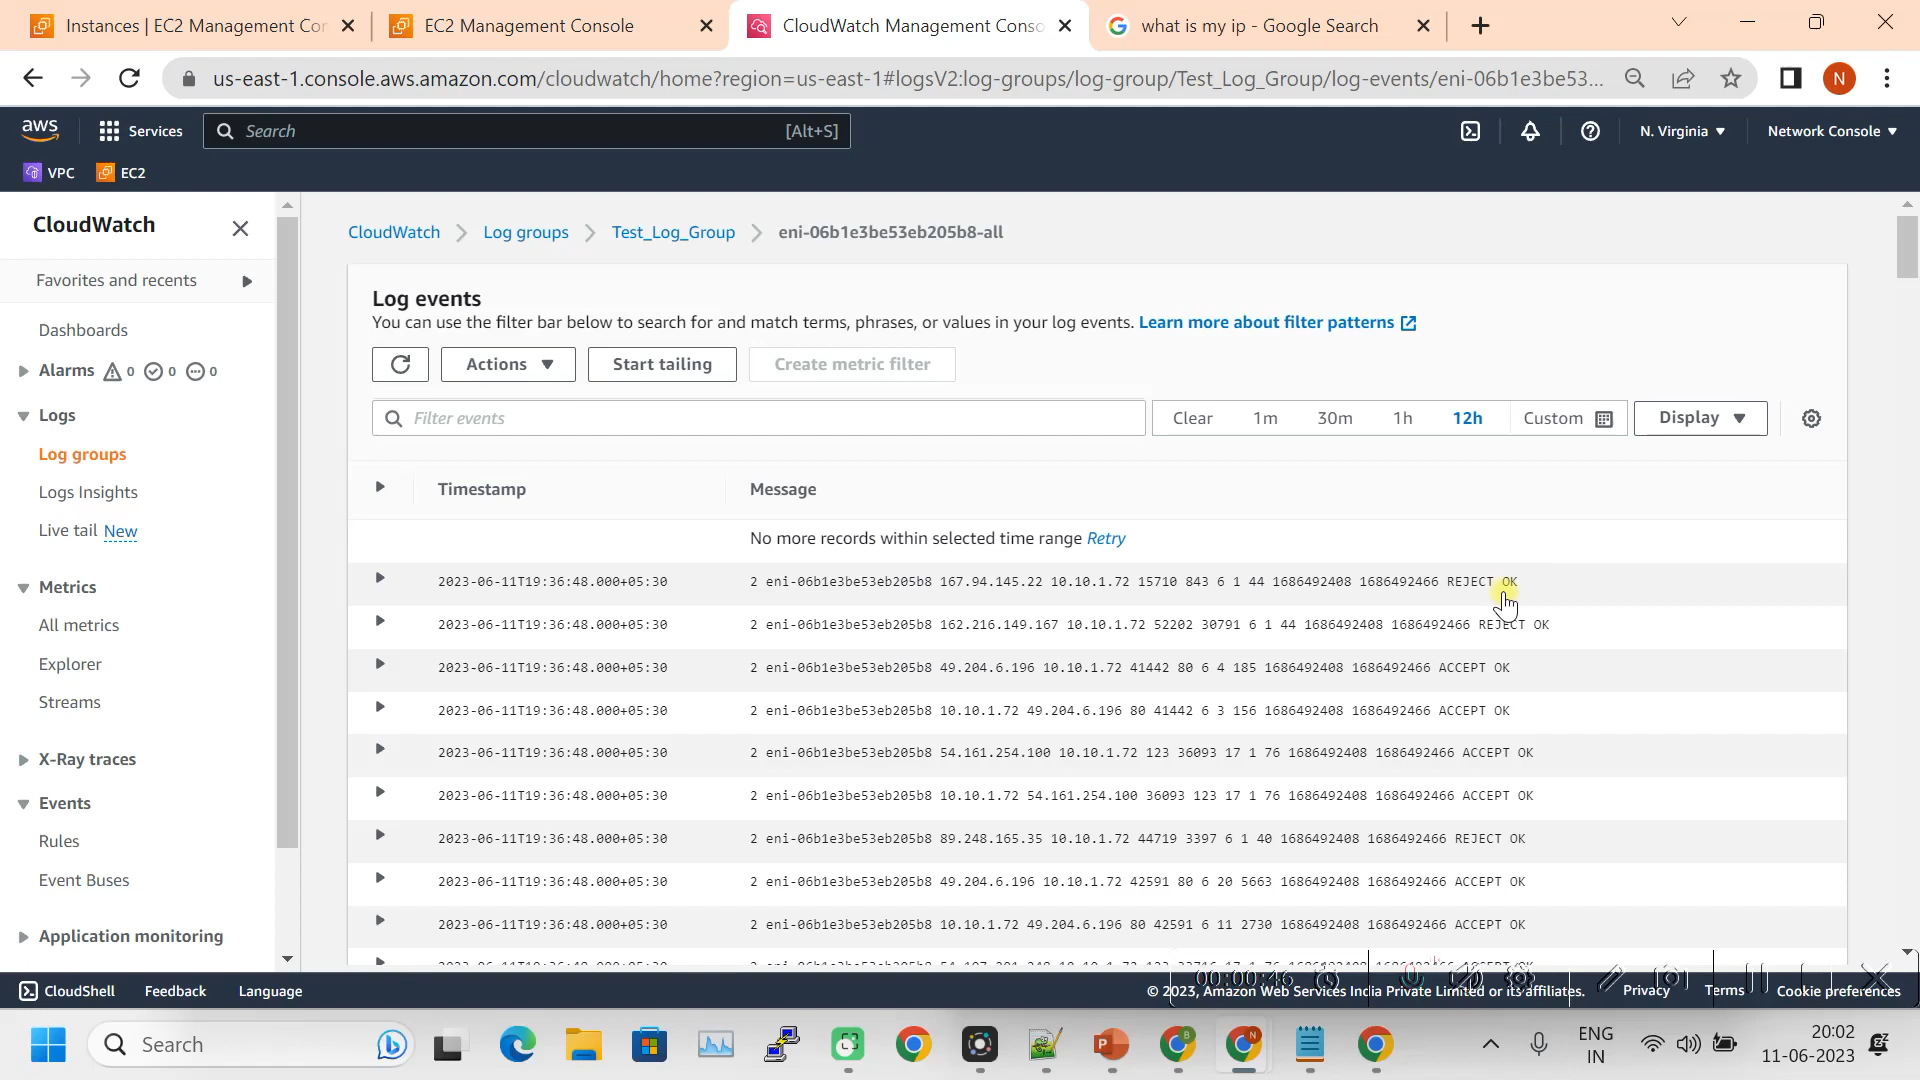 Instances | EC2 Management Con
EC2 Management Console
CloudWatch Management Conso
what is my ip - Google Search
us-east-1.console.aws.amazon.com/cloudwatch/home?region=us-east-1#logsV2:log-groups/log-group/Test_Log_Group/log-events/eni-06b1e3be53...
N
aws
Services
Search
[Alt+S]
N. Virginia
Network Console
VPC
EC2
CloudWatch
Favorites and recents
Dashboards
Alarms 0 0 0
Logs
Log groups
Logs Insights
Live tail New
Metrics
All metrics
Explorer
Streams
X-Ray traces
Events
Rules
Event Buses
Application monitoring
CloudWatch
Log groups
Test_Log_Group
eni-06b1e3be53eb205b8-all
Log events
You can use the filter bar below to search for and match terms, phrases, or values in your log events. Learn more about filter patterns
Actions
Start tailing
Create metric filter
Filter events
Clear
1m
30m
1h
12h
Custom
Display
Timestamp
Message
No more records within selected time range Retry
2023-06-11T19:36:48.000+05:30 2 eni-06b1e3be53eb205b8 167.94.145.22 10.10.1.72 15710 843 6 1 44 1686492408 1686492466 REJECT OK
2023-06-11T19:36:48.000+05:30 2 eni-06b1e3be53eb205b8 162.216.149.167 10.10.1.72 52202 30791 6 1 44 1686492408 1686492466 REJECT OK
2023-06-11T19:36:48.000+05:30 2 eni-06b1e3be53eb205b8 49.204.6.196 10.10.1.72 41442 80 6 4 185 1686492408 1686492466 ACCEPT OK
2023-06-11T19:36:48.000+05:30 2 eni-06b1e3be53eb205b8 10.10.1.72 49.204.6.196 80 41442 6 3 156 1686492408 1686492466 ACCEPT OK
2023-06-11T19:36:48.000+05:30 2 eni-06b1e3be53eb205b8 54.161.254.100 10.10.1.72 123 36093 17 1 76 1686492408 1686492466 ACCEPT OK
2023-06-11T19:36:48.000+05:30 2 eni-06b1e3be53eb205b8 10.10.1.72 54.161.254.100 36093 123 17 1 76 1686492408 1686492466 ACCEPT OK
2023-06-11T19:36:48.000+05:30 2 eni-06b1e3be53eb205b8 89.248.165.35 10.10.1.72 44719 3397 6 1 40 1686492408 1686492466 REJECT OK
2023-06-11T19:36:48.000+05:30 2 eni-06b1e3be53eb205b8 49.204.6.196 10.10.1.72 42591 80 6 20 5663 1686492408 1686492466 ACCEPT OK
2023-06-11T19:36:48.000+05:30 2 eni-06b1e3be53eb205b8 10.10.1.72 49.204.6.196 80 42591 6 11 2730 1686492408 1686492466 ACCEPT OK
00:00:46
CloudShell
Feedback
Language
© 2023, Amazon Web Services India Private Limited or its affiliates.
Privacy
Terms
Cookie preferences
Search
ENG
IN
20:02
11-06-2023